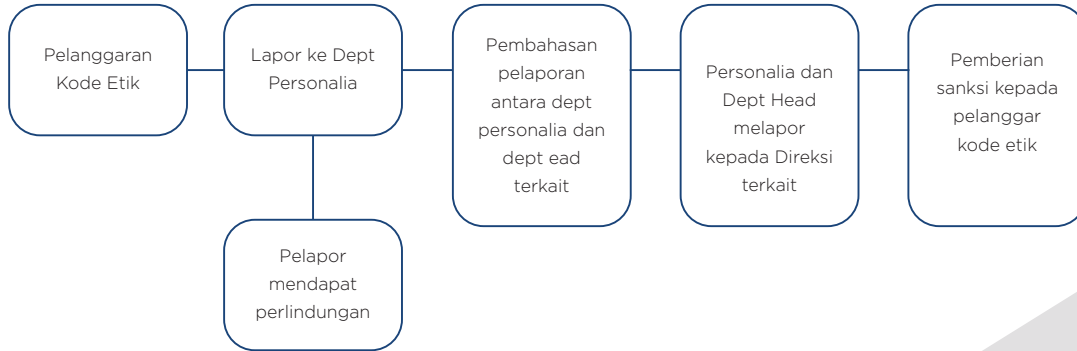 Pelanggaran
Kode Etik
Lapor ke Dept
Personalia
Pembahasan
pelaporan
antara dept
personalia dan
dept ead
terkait
Personalia dan
Dept Head
melapor
kepada Direksi
terkait
Pemberian
sanksi kepada
pelanggar
kode etik
Pelapor
mendapat
perlindungan